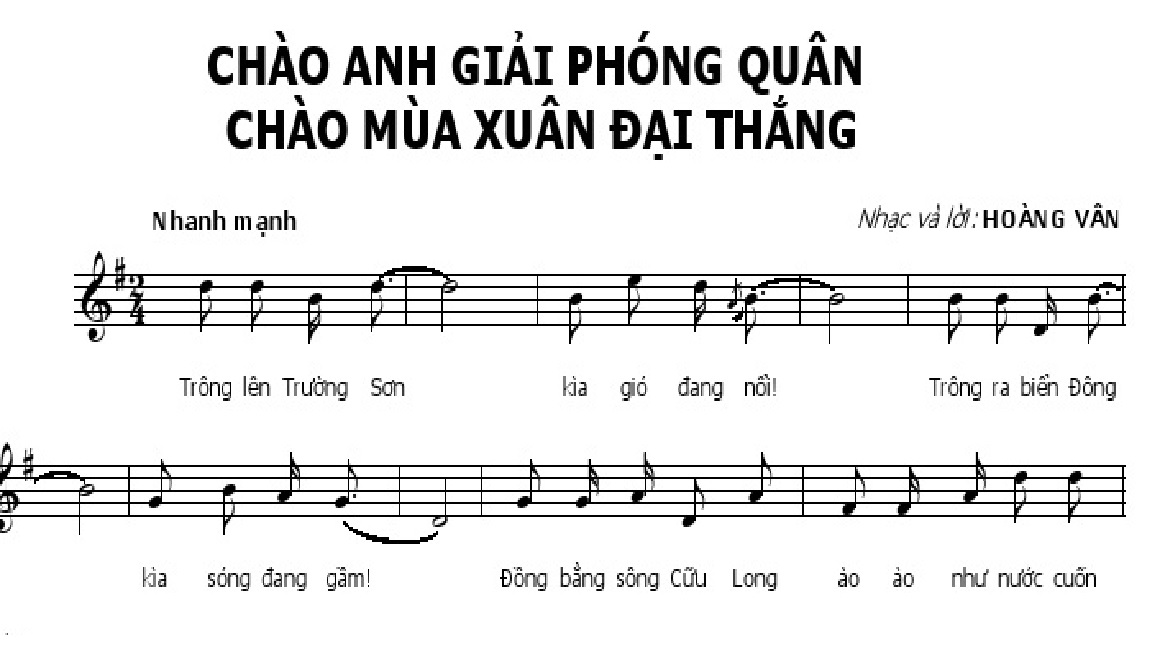 CHÀO ANH GIẢI PHÓNG QUÂN
CHÀO MÙA XUÂN ĐẠI THẮNG
Nhanh mạnh
Nhạc và lời: HOÀNG VÂN
2
4
Trông lên Trường Sơn kìa gió đang nổi! Trông ra biển Đông
kìa sóng đang gầm! Đồng bằng sông Cửu Long ào ào như nước cuốn